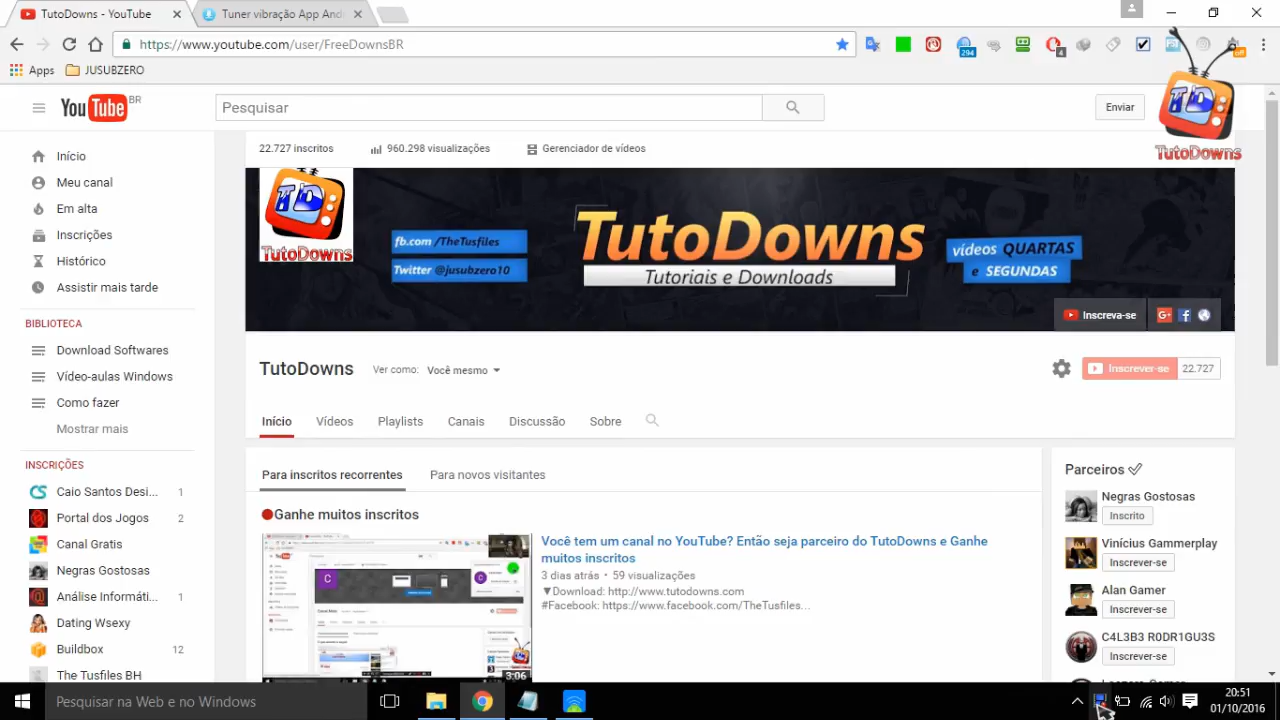 TutoDowns - YouTube
Tuner vibração App And
https://www.youtube.com/user/FreeDownsBR
294
4
off
Apps
JUSUBZERO
YouTube BR
Pesquisar
Enviar
TD
TutoDowns
Início
Meu canal
Em alta
Inscrições
Histórico
Assistir mais tarde
BIBLIOTECA
Download Softwares
Vídeo-aulas Windows
Como fazer
Mostrar mais
INSCRIÇÕES
Caio Santos Desi... 1
Portal dos Jogos 2
Canal Gratis
Negras Gostosas
Análise Informáti... 1
Dating Wsexy
Buildbox 12
The Tusfiles BH
22.727 inscritos
960.298 visualizações
Gerenciador de vídeos
TD
TutoDowns
fb.com /TheTusfiles
Twitter @jusubzero10
TutoDowns
Tutoriais e Downloads
vídeos QUARTAS
e SEGUNDAS
Inscreva-se
TutoDowns
Ver como: Você mesmo
Inscrever-se 22.727
Início
Vídeos
Playlists
Canais
Discussão
Sobre
Para inscritos recorrentes
Para novos visitantes
Ganhe muitos inscritos
3:06
Você tem um canal no YouTube? Então seja parceiro do TutoDowns e Ganhe
muitos inscritos
3 dias atrás • 59 visualizações
▼Download: http://www.tutodowns.com
#Facebook: https://www.facebook.com/TheTusfiles...
Parceiros
Negras Gostosas
Inscrito
Vinícius Gammerplay
Inscrever-se
Alan Gamer
Inscrever-se
C4L3B3 R0DR1GU3S
Inscrever-se
Pesquisar na Web e no Windows
20:51
01/10/2016